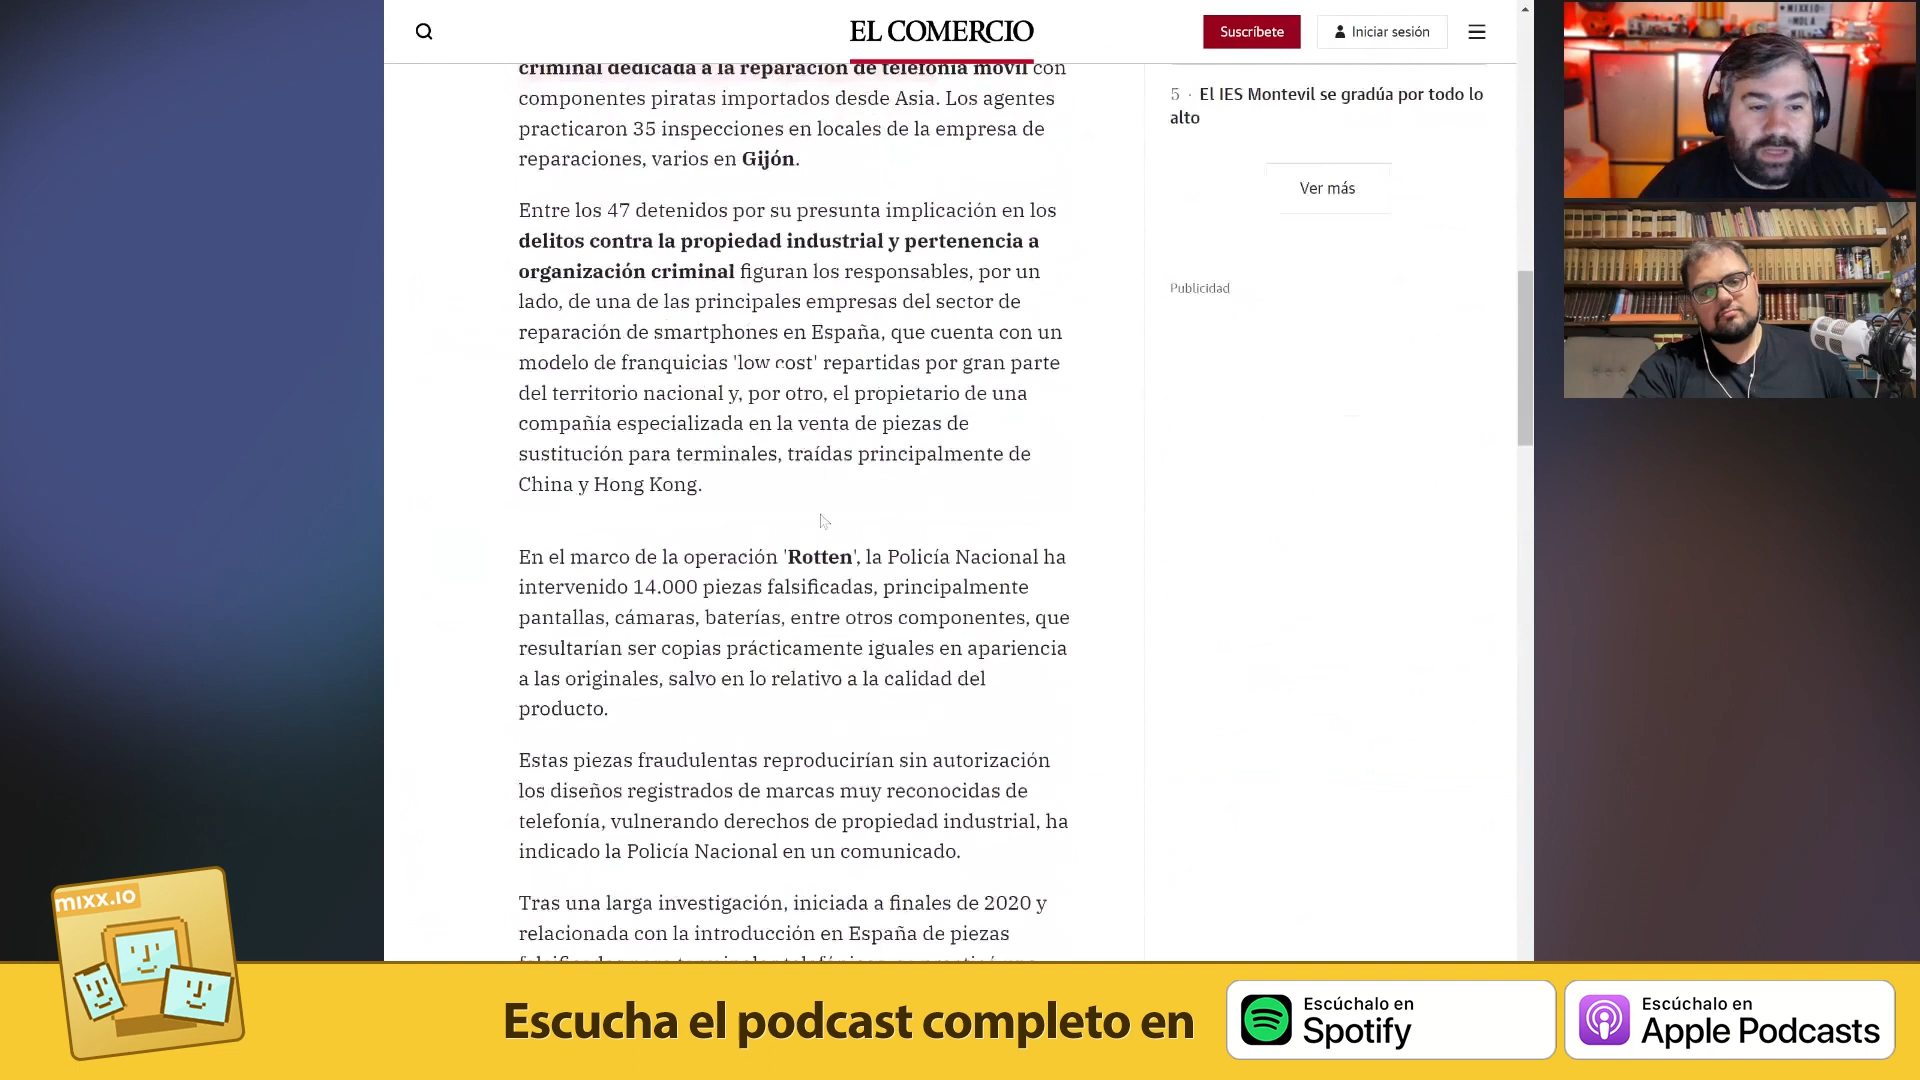 EL COMERCIO
Suscríbete
Iniciar sesión
criminal dedicada a la reparación de telefonía móvil con
componentes piratas importados desde Asia. Los agentes
practicaron 35 inspecciones en locales de la empresa de
reparaciones, varios en Gijón.
Entre los 47 detenidos por su presunta implicación en los
delitos contra la propiedad industrial y pertenencia a
organización criminal figuran los responsables, por un
lado, de una de las principales empresas del sector de
reparación de smartphones en España, que cuenta con un
modelo de franquicias 'low cost' repartidas por gran parte
del territorio nacional y, por otro, el propietario de una
compañía especializada en la venta de piezas de
sustitución para terminales, traídas principalmente de
China y Hong Kong.
En el marco de la operación 'Rotten', la Policía Nacional ha
intervenido 14.000 piezas falsificadas, principalmente
pantallas, cámaras, baterías, entre otros componentes, que
resultarían ser copias prácticamente iguales en apariencia
a las originales, salvo en lo relativo a la calidad del
producto.
Estas piezas fraudulentas reproducirían sin autorización
los diseños registrados de marcas muy reconocidas de
telefonía, vulnerando derechos de propiedad industrial, ha
indicado la Policía Nacional en un comunicado.
Tras una larga investigación, iniciada a finales de 2020 y
relacionada con la introducción en España de piezas
5 · El IES Montevil se gradúa por todo lo
alto
Ver más
Publicidad
MIXX.IO
Escucha el podcast completo en
Escúchalo en
Spotify
Escúchalo en
Apple Podcasts